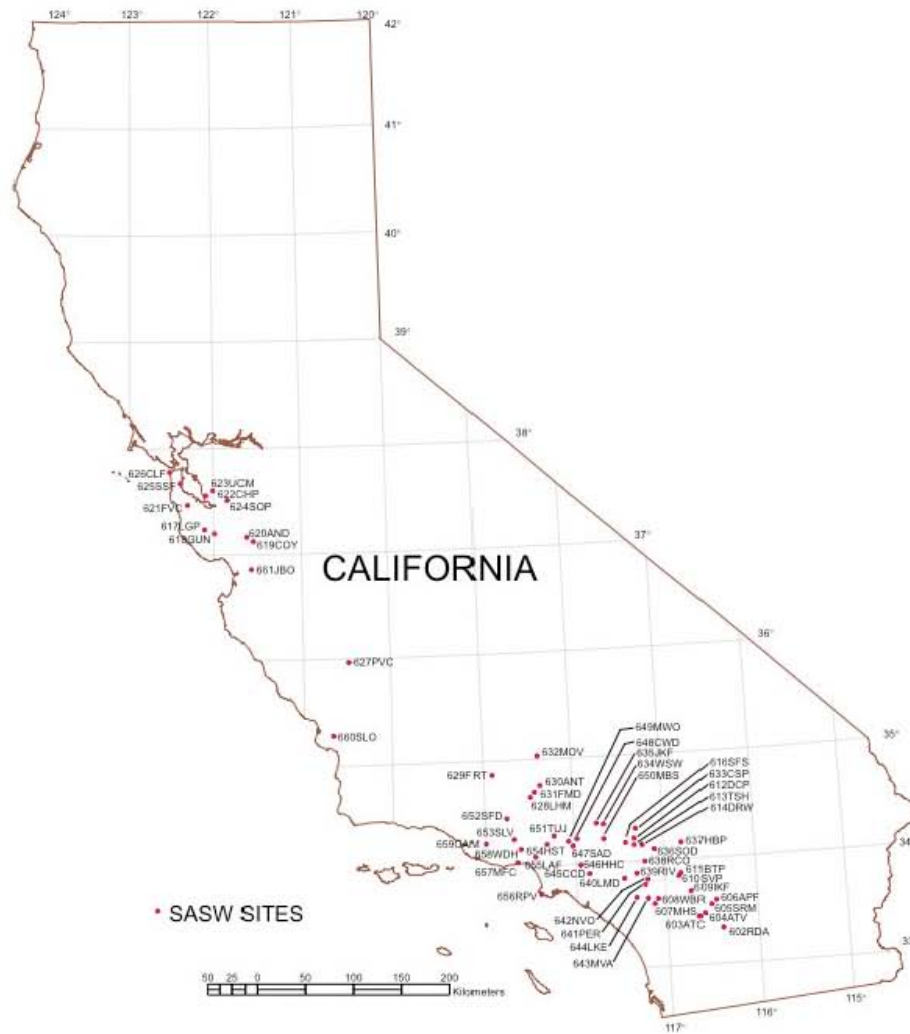 124° 123° 122° 121° 120°
42°
41°
40°
39°
38°
37°
36°
35°
626CLF
625SSF
623UCM
622CHP
621FVC
624SOP
617LGP
618GUN
620AND
619COY
661JBO
CALIFORNIA
627PVC
660SLO
649MWO
648CWD
635JKF
634WSW
650MBS
632MOV
616SFS
633CSP
612DCP
613TSH
614DRW
629FRT
630ANT
631FMD
628LHM
652SFD
651TUJ
653SLV
637HBP
659OAM
636SOD
658WDH
654HST
647SAD
638RCO
657MFC
655LAF
646HHC
639RIV
611BTP
645CCD
610SVP
640LMD
609IKF
656RPV
608WBR
606APF
605SRM
642NVO
607MHS
604ATV
641PER
603ATC
602RDA
644LKE
643MVA
SASW SITES
50 0 50 100 150 200
Kilometers
33°
117° 116° 115°